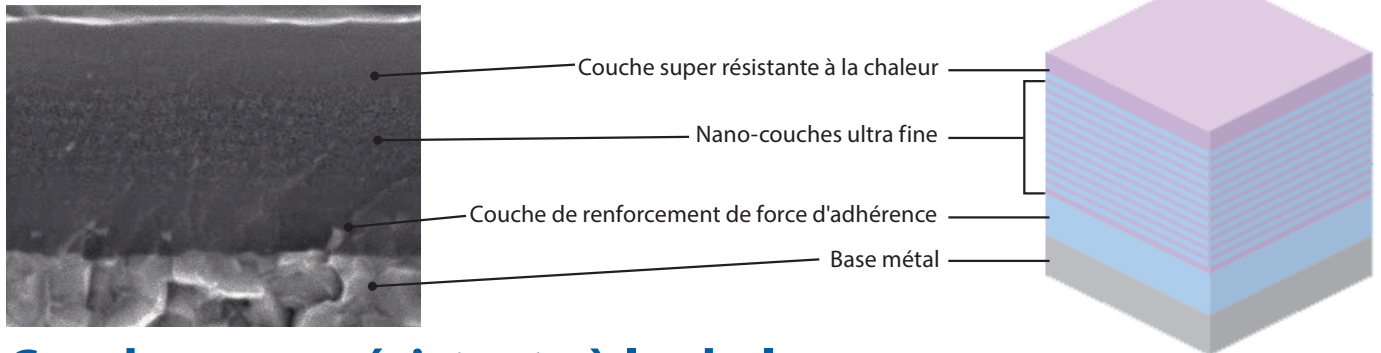 Couche super résistante à la chaleur
Nano-couches ultra fine
Couche de renforcement de force d'adhérence
Base métal